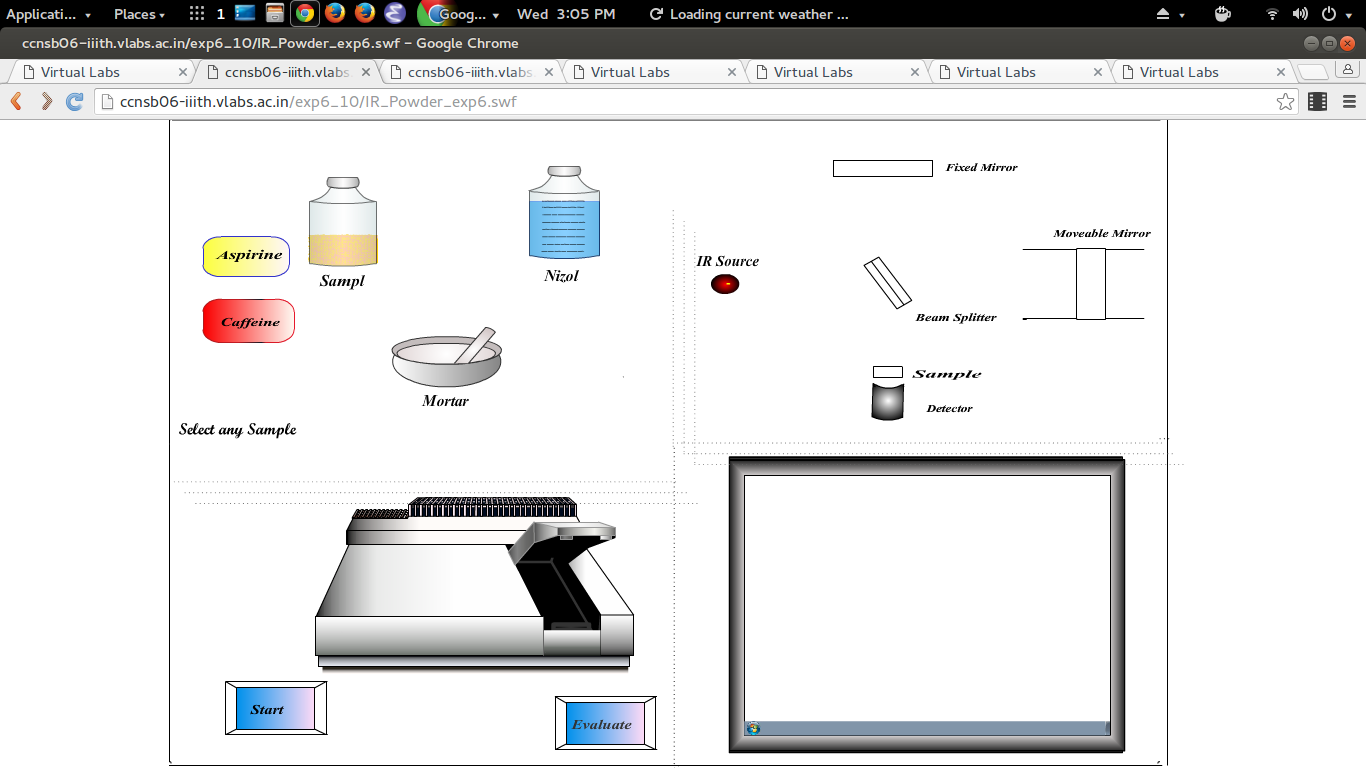 Applicati... Places 1 Goog... Wed 3:05 PM Loading current weather ...
ccnsb06-iiith.vlabs.ac.in/exp6_10/IR_Powder_exp6.swf - Google Chrome
Virtual Labs ccnsb06-iiith.vlabs ccnsb06-iiith.vlabs Virtual Labs Virtual Labs Virtual Labs Virtual Labs
ccnsb06-iiith.vlabs.ac.in/exp6_10/IR_Powder_exp6.swf
Fixed Mirror
Moveable Mirror
Aspirine
IR Source
Sampl
Nizol
Caffeine
Beam Splitter
Sample
Mortar
Detector
Select any Sample
Start
Evaluate